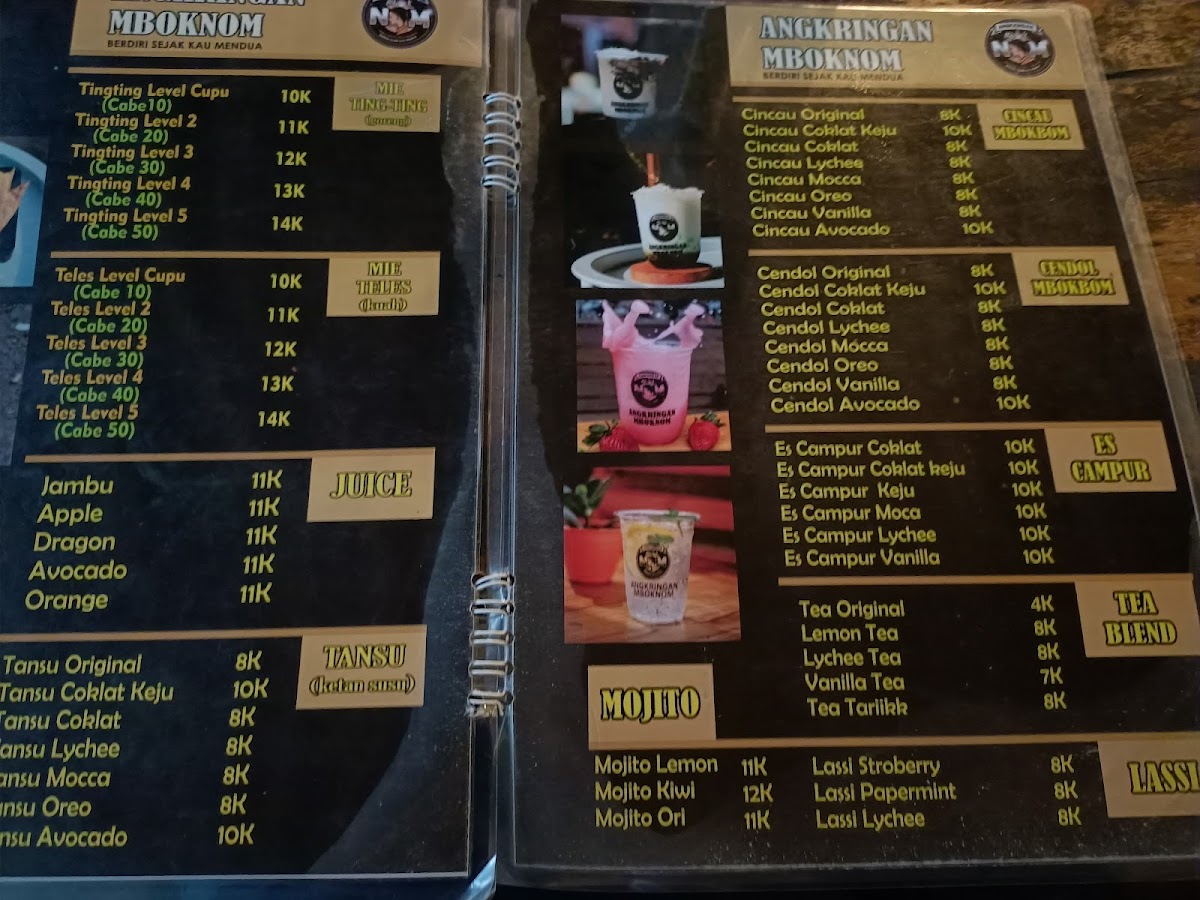 MBOKNOM
BERDIRI SEJAK KAU MENDUA
MIE
TING-TING
(goreng)
Tingting Level Cupu 10K
(Cabe10)
Tingting Level 2 11K
(Cabe 20)
Tingting Level 3 12K
(Cabe 30)
Tingting Level 4 13K
(Cabe 40)
Tingting Level 5 14K
(Cabe 50)
MIE
TELES
(kuah)
Teles Level Cupu 10K
(Cabe 10)
Teles Level 2 11K
(Cabe 20)
Teles Level 3 12K
(Cabe 30)
Teles Level 4 13K
(Cabe 40)
Teles Level 5 14K
(Cabe 50)
JUICE
Jambu 11K
Apple 11K
Dragon 11K
Avocado 11K
Orange 11K
TANSU
(ketan susu)
Tansu Original 8K
Tansu Coklat Keju 10K
Tansu Coklat 8K
ansu Lychee 8K
ansu Mocca 8K
nsu Oreo 8K
nsu Avocado 10K
ANGKRINGAN
MBOKNOM
BERDIRI SEJAK KAU MENDUA
CINCAU
MBOKBOM
Cincau Original 8K
Cincau Coklat Keju 10K
Cincau Coklat 8K
Cincau Lychee 8K
Cincau Mocca 8K
Cincau Oreo 8K
Cincau Vanilla 8K
Cincau Avocado 10K
CENDOL
MBOKBOM
Cendol Original 8K
Cendol Coklat Keju 10K
Cendol Coklat 8K
Cendol Lychee 8K
Cendol Mocca 8K
Cendol Oreo 8K
Cendol Vanilla 8K
Cendol Avocado 10K
ES
CAMPUR
Es Campur Coklat 10K
Es Campur Coklat keju 10K
Es Campur Keju 10K
Es Campur Moca 10K
Es Campur Lychee 10K
Es Campur Vanilla 10K
TEA
BLEND
Tea Original 4K
Lemon Tea 8K
Lychee Tea 8K
Vanilla Tea 7K
Tea Tariikk 8K
MOJITO
Mojito Lemon 11K
Mojito Kiwi 12K
Mojito Ori 11K
LASSI
Lassi Stroberry 8K
Lassi Papermint 8K
Lassi Lychee 8K
ANGKRINGAN
MBOKNOM
ANGKRINGAN
MBOKNOM